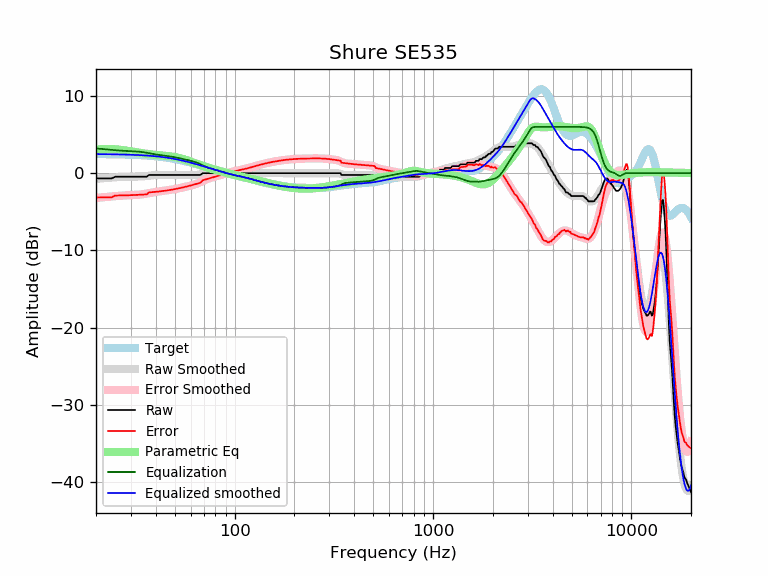 Shure SE535
Amplitude (dBr)
10
0
−10
−20
−30
−40
Target
Raw Smoothed
Error Smoothed
Raw
Error
Parametric Eq
Equalization
Equalized smoothed
100
1000
10000
Frequency (Hz)